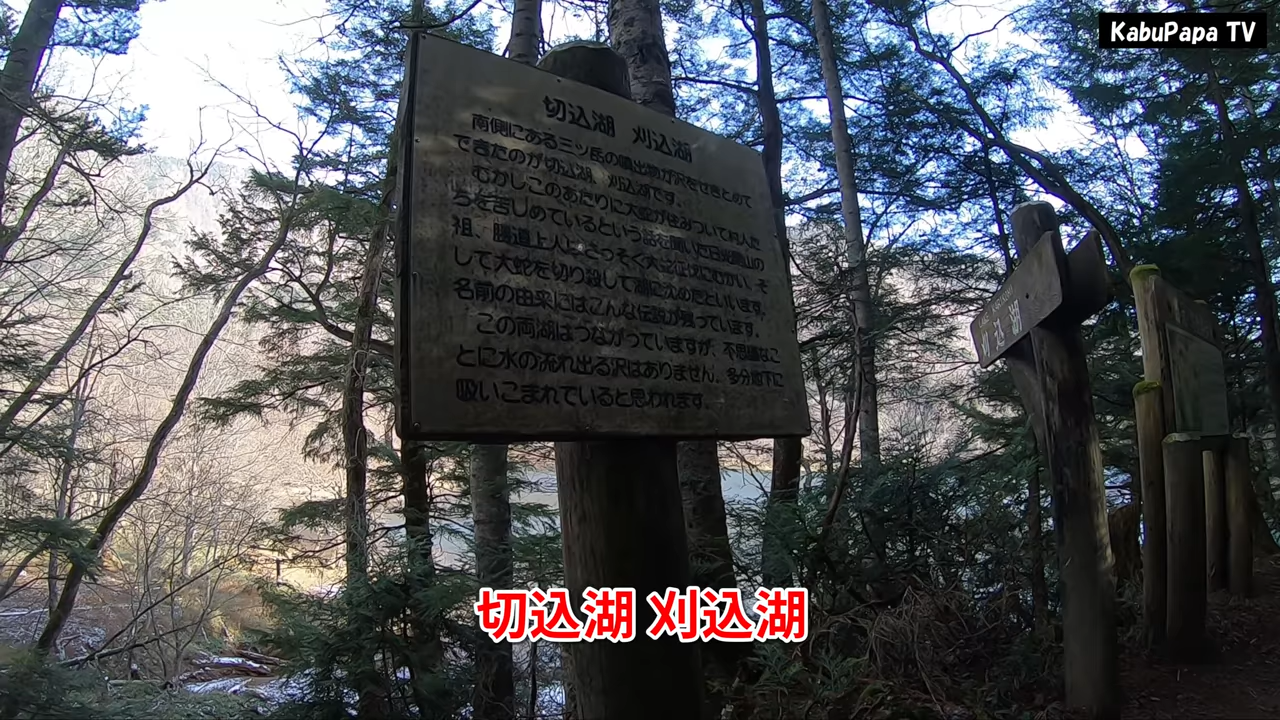 KabuPapa TV
切込湖 刈込湖
南側にある三ツ岳の噴出物が沢をせきとめて
できたのが切込湖 刈込湖です。
むかしこのあたりに大蛇がすみついて村人た
ちを苦しめているという話を聞いた日光開山の
祖、勝道上人はさっそく大蛇征伐にむかい、そ
して大蛇を切り殺して湖に沈めたといいます。
名前の由来にはこんな伝説が残っています。
この両湖はつながっていますが、不思議なこ
とに水の流れ出る沢はありません。多分地下に
吸いこまれていると思われます。
刈込湖
切込湖 刈込湖